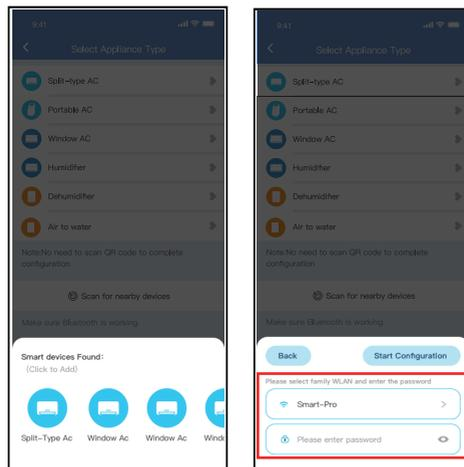 9:41
Select Appliance Type
Split-type AC
Portable AC
Window AC
Humidifier
Dehumidifier
Air to water
Note:No need to scan QR code to complete
configuration
Scan for nearby devices
Make sure Bluetooth is working.
Smart devices Found:
(Click to Add)
Split-Type Ac Window Ac Window Ac Windo
9:41
Select Appliance Type
Split-type AC
Portable AC
Window AC
Humidifier
Dehumidifier
Air to water
Note:No need to scan QR code to complete
configuration
Scan for nearby devices
Make sure Bluetooth is working.
Back Start Configuration
Please select family WLAN and enter the password
Smart-Pro
Please enter password